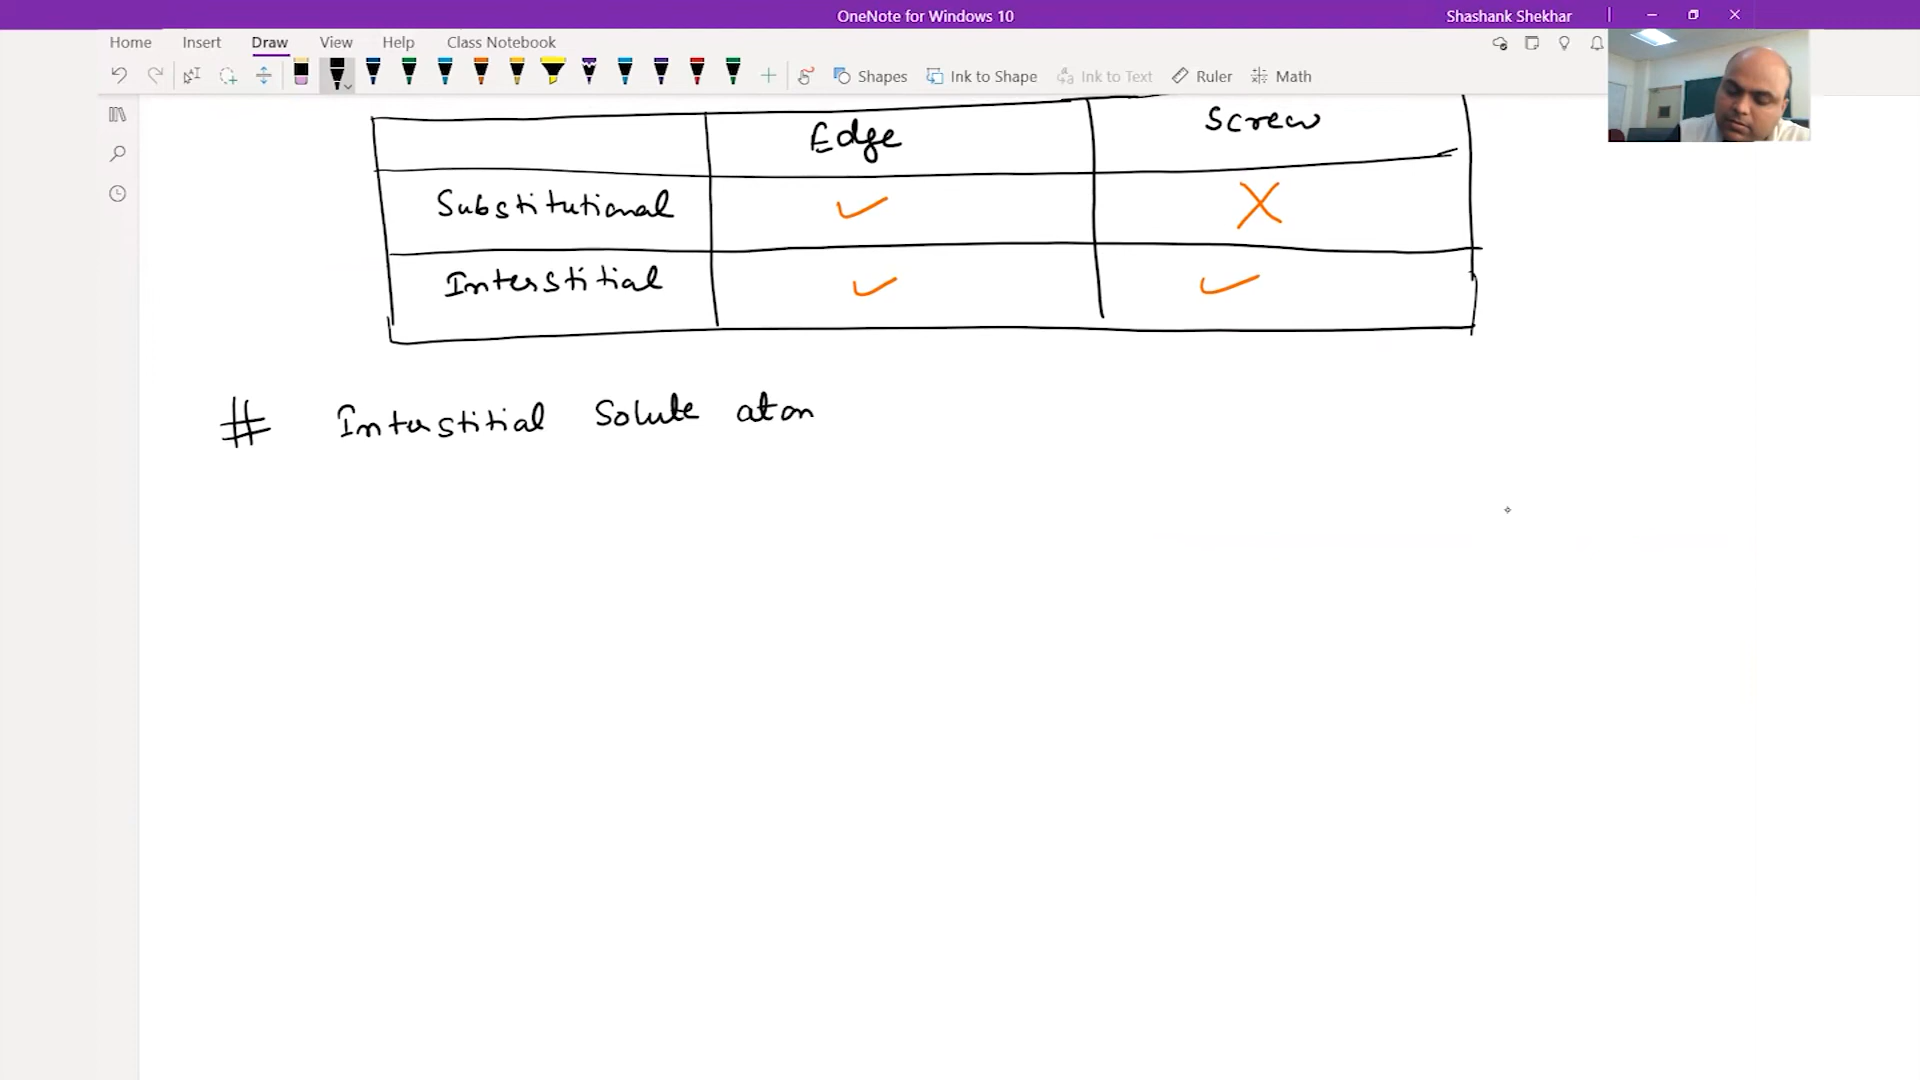 OneNote for Windows 10
Shashank Shekhar
Home Insert Draw View Help Class Notebook
Shapes Ink to Shape Ink to Text Ruler Math
Edge Screw
Substitutional ✓ X
Interstitial ✓ ✓
# Interstitial Solute atom